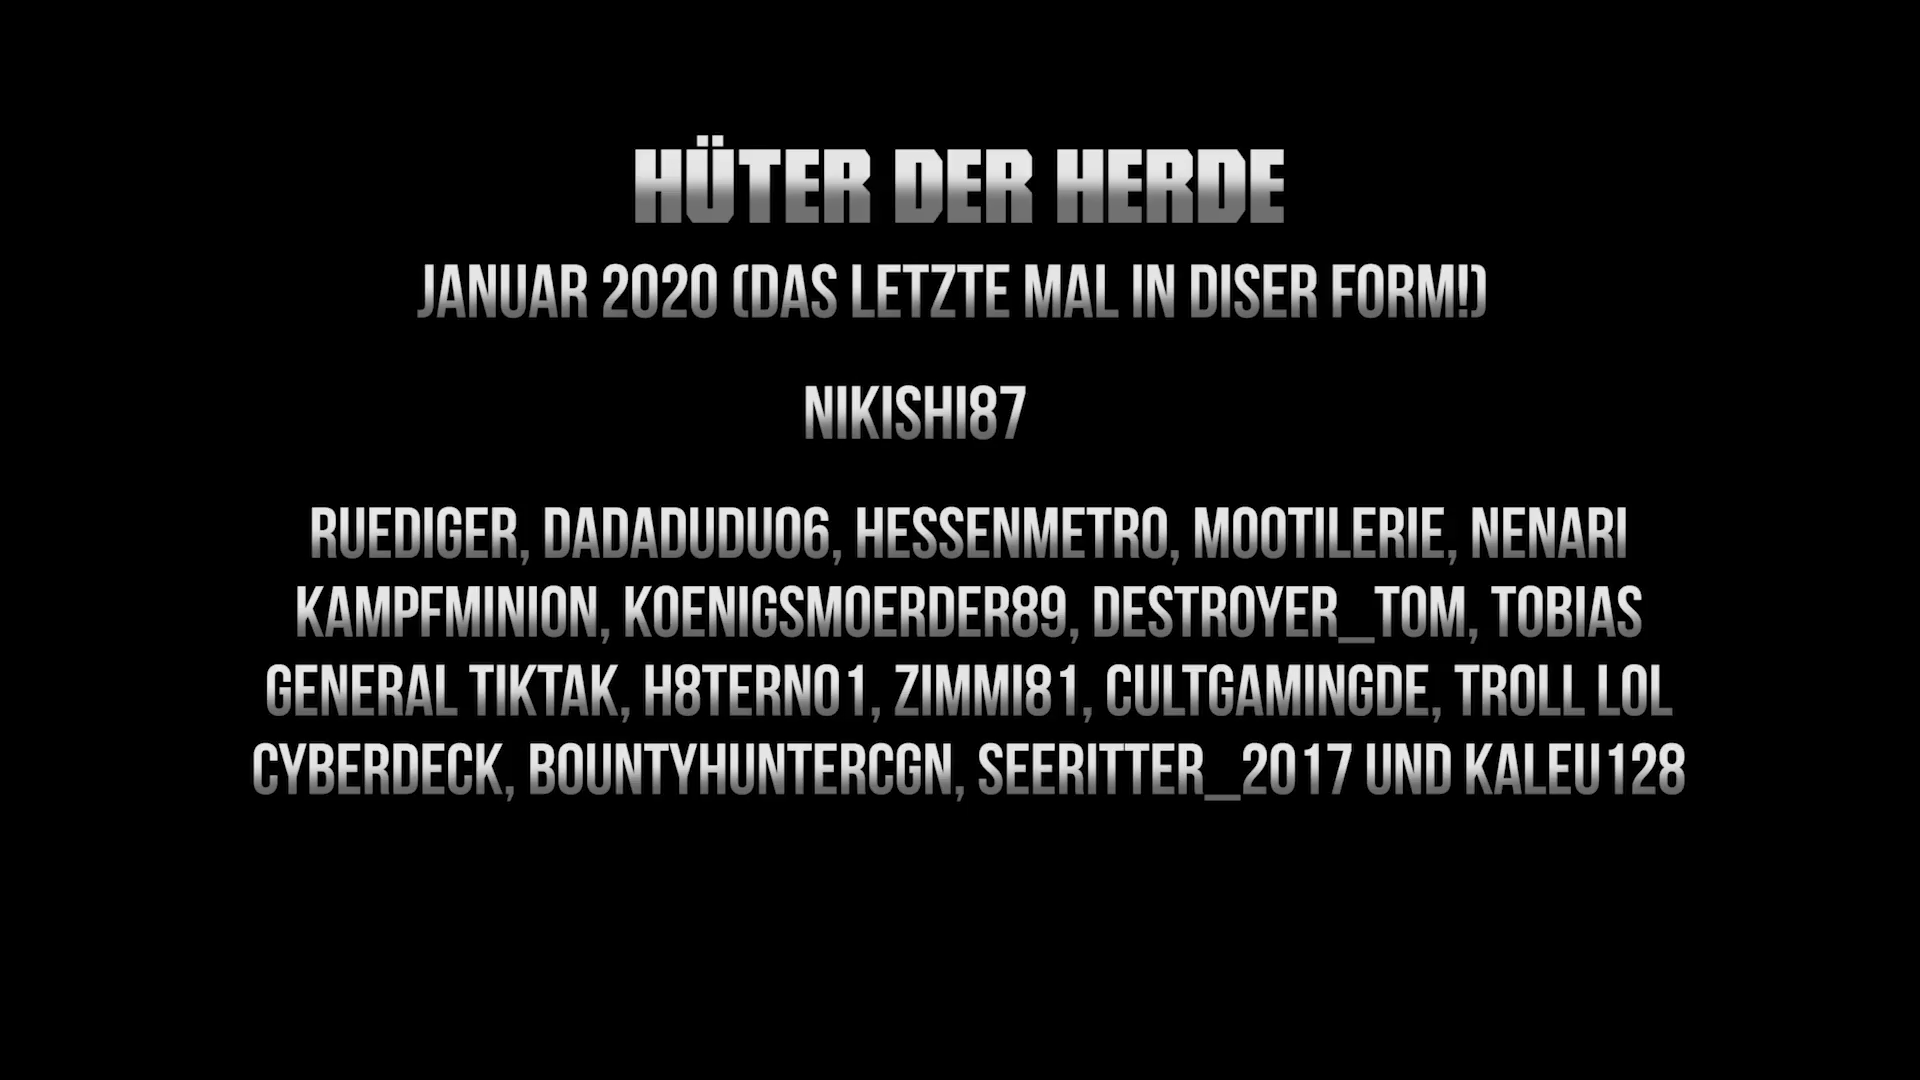 HÜTER DER HERDE
JANUAR 2020 (DAS LETZTE MAL IN DISER FORM!)
NIKISHI87
RUEDIGER, DADADUDU06, HESSENMETRO, MOOTILERIE, NENARI
KAMPFMINION, KOENIGSMOERDER89, DESTROYER_TOM, TOBIAS
GENERAL TIKTAK, H8TERNO1, ZIMMI81, CULTGAMINGDE, TROLL LOL
CYBERDECK, BOUNTYHUNTERCGN, SEERITTER_2017 UND KALEU128